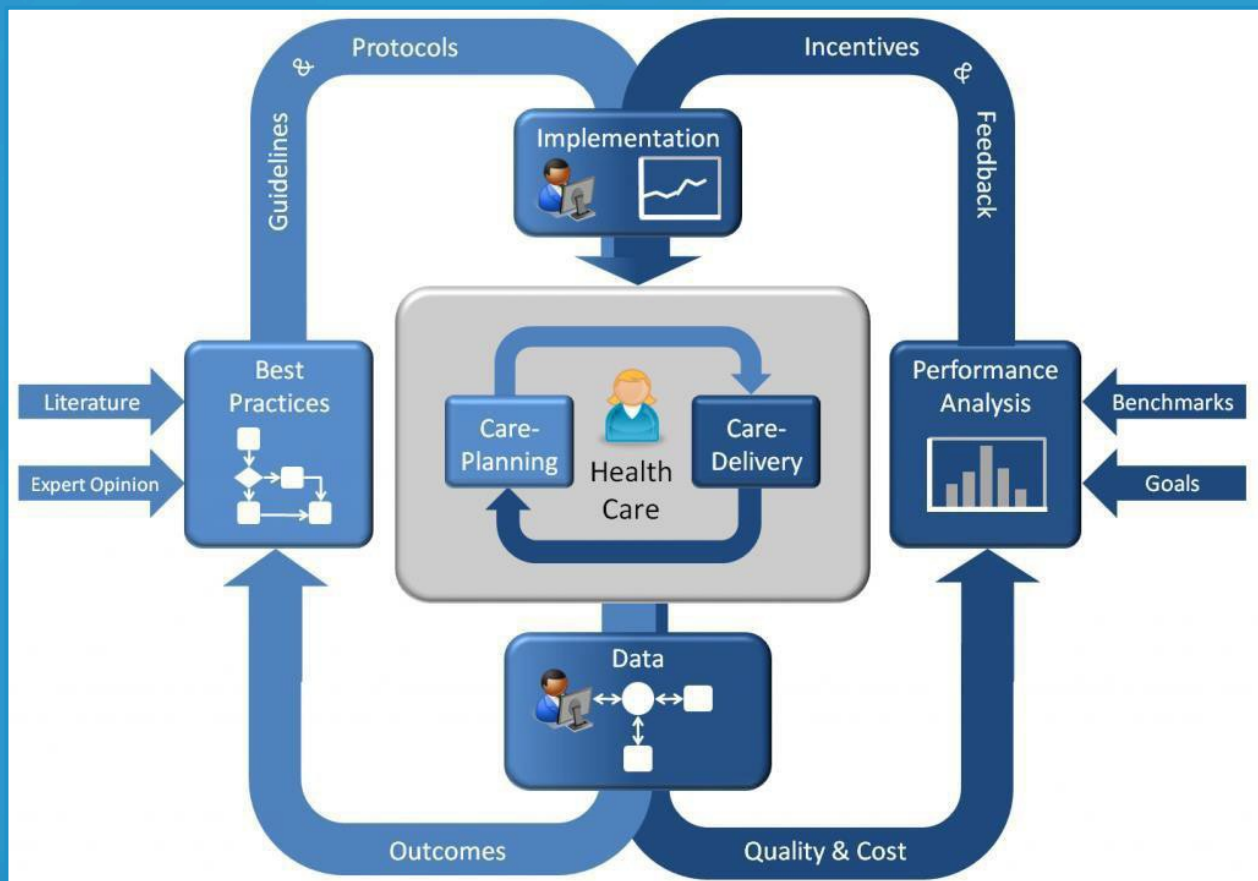 Protocols
&
Guidelines
Incentives
&
Feedback
Implementation
Best
Practices
Literature
Expert Opinion
Care-
Planning
Health
Care
Care-
Delivery
Performance
Analysis
Benchmarks
Goals
Data
Outcomes
Quality & Cost